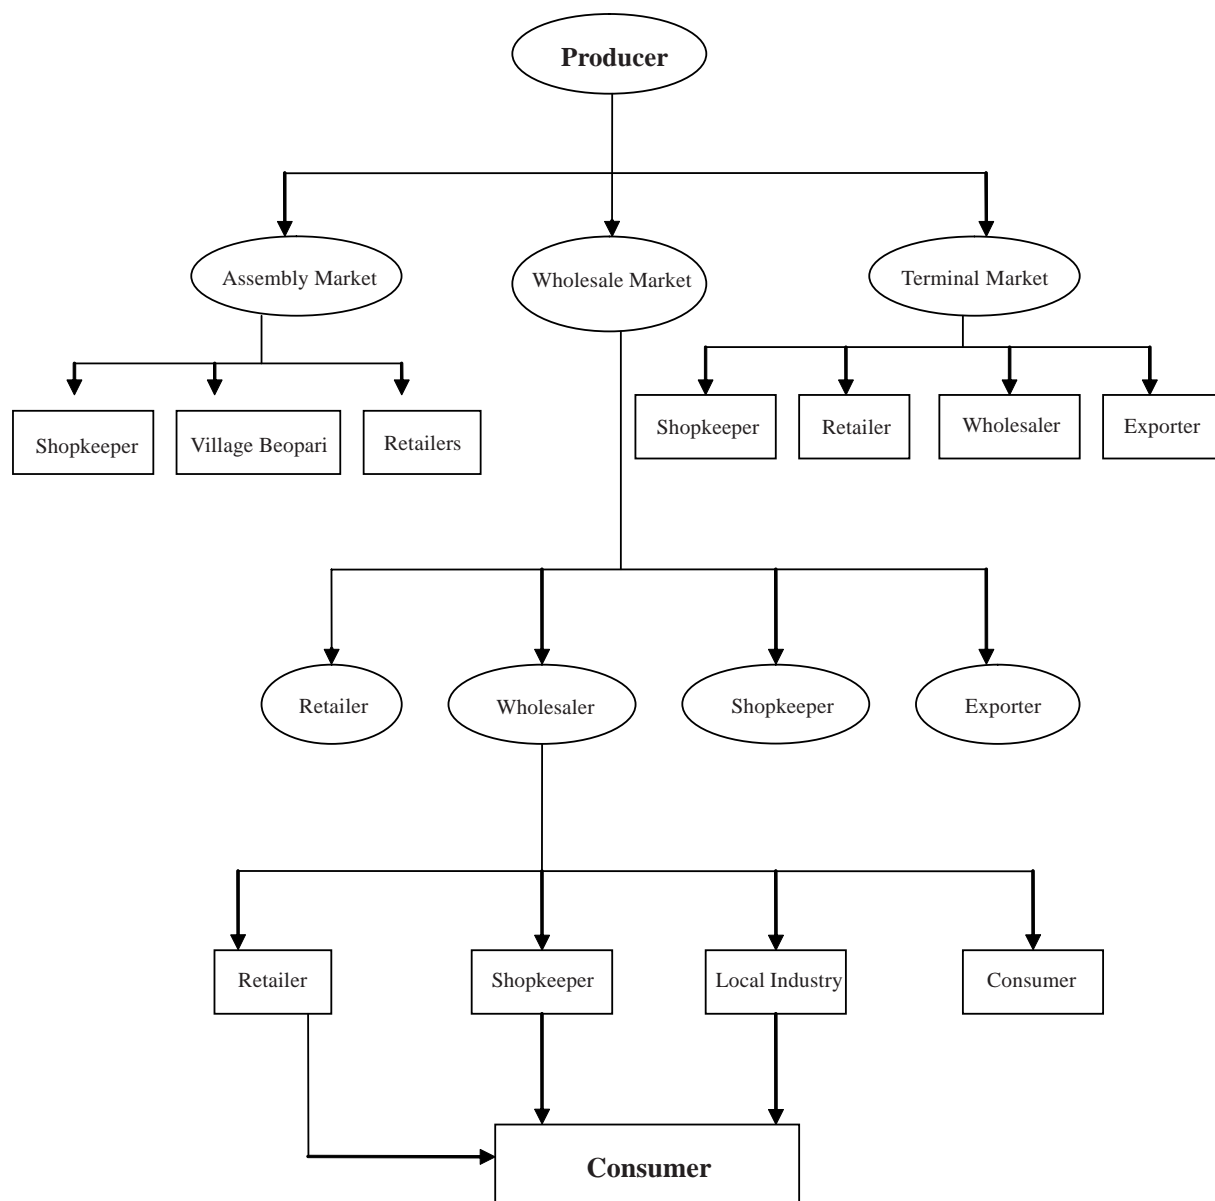 Producer
Assembly Market
Wholesale Market
Terminal Market
Shopkeeper
Village Beopari
Retailers
Shopkeeper
Retailer
Wholesaler
Exporter
Retailer
Wholesaler
Shopkeeper
Exporter
Retailer
Shopkeeper
Local Industry
Consumer
Consumer